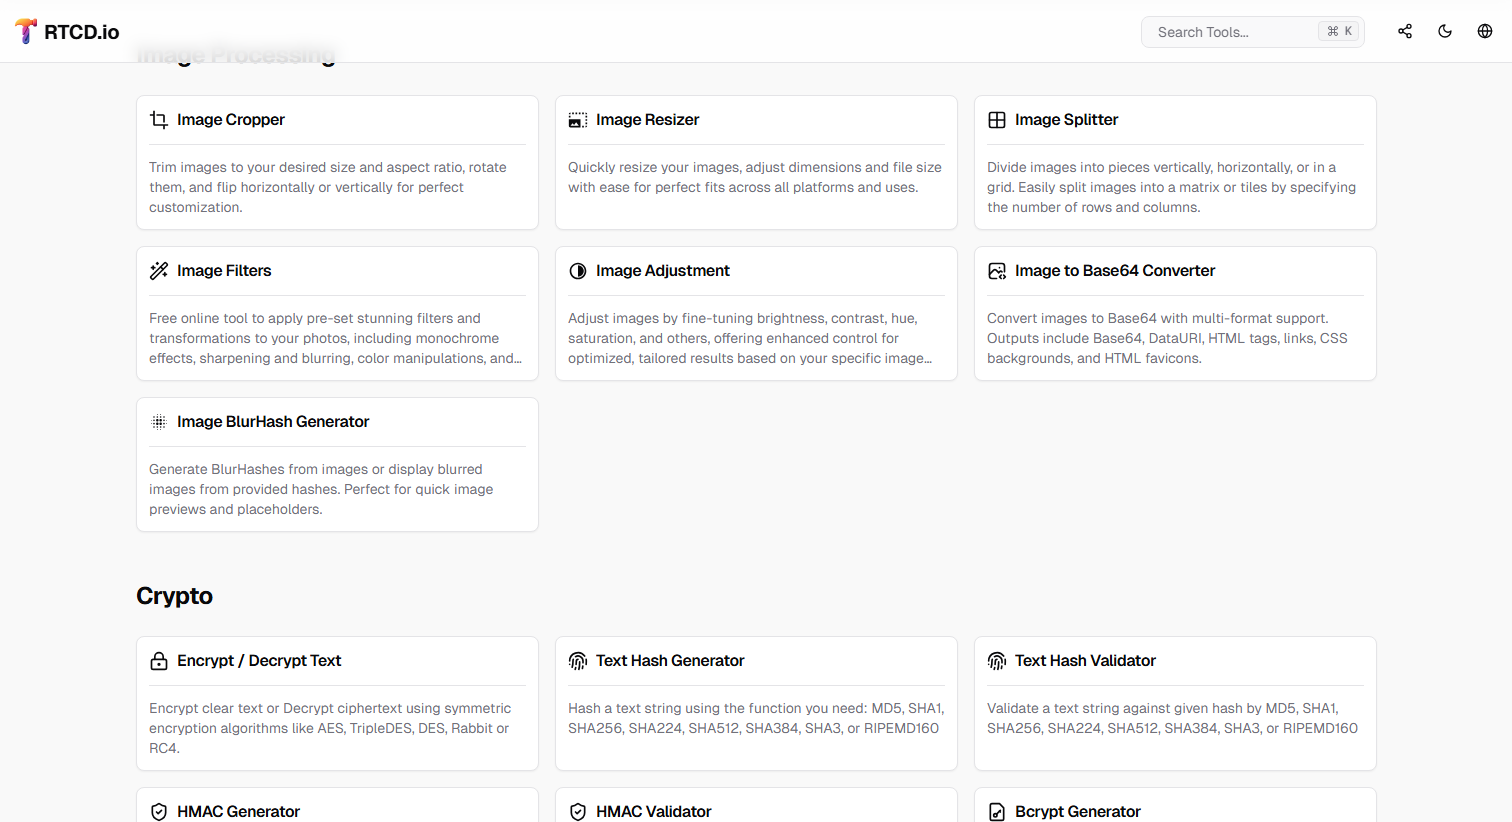 RTCD.io
Search Tools...
⌘ K
Image Processing
Image Cropper
Trim images to your desired size and aspect ratio, rotate
them, and flip horizontally or vertically for perfect
customization.
Image Resizer
Quickly resize your images, adjust dimensions and file size
with ease for perfect fits across all platforms and uses.
Image Splitter
Divide images into pieces vertically, horizontally, or in a
grid. Easily split images into a matrix or tiles by specifying
the number of rows and columns.
Image Filters
Free online tool to apply pre-set stunning filters and
transformations to your photos, including monochrome
effects, sharpening and blurring, color manipulations, and...
Image Adjustment
Adjust images by fine-tuning brightness, contrast, hue,
saturation, and others, offering enhanced control for
optimized, tailored results based on your specific image...
Image to Base64 Converter
Convert images to Base64 with multi-format support.
Outputs include Base64, DataURI, HTML tags, links, CSS
backgrounds, and HTML favicons.
Image BlurHash Generator
Generate BlurHashes from images or display blurred
images from provided hashes. Perfect for quick image
previews and placeholders.
Crypto
Encrypt / Decrypt Text
Encrypt clear text or Decrypt ciphertext using symmetric
encryption algorithms like AES, TripleDES, DES, Rabbit or
RC4.
Text Hash Generator
Hash a text string using the function you need: MD5, SHA1,
SHA256, SHA224, SHA512, SHA384, SHA3, or RIPEMD160
Text Hash Validator
Validate a text string against given hash by MD5, SHA1,
SHA256, SHA224, SHA512, SHA384, SHA3, or RIPEMD160
HMAC Generator
HMAC Validator
Bcrypt Generator